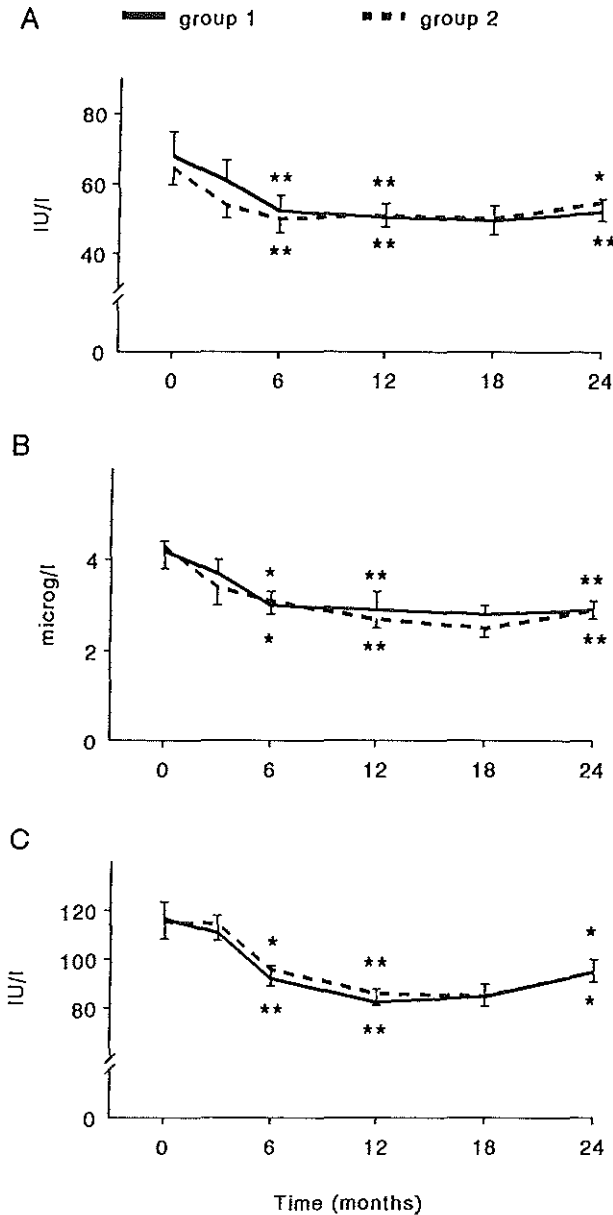 A
group 1 group 2
80
60
40
0
IU/l
** ** *
** ** **
0 6 12 18 24
B
4
2
0
microg/l
* ** **
* ** **
0 6 12 18 24
C
120
100
80
0
IU/l
* ** *
** ** *
0 6 12 18 24
Time (months)